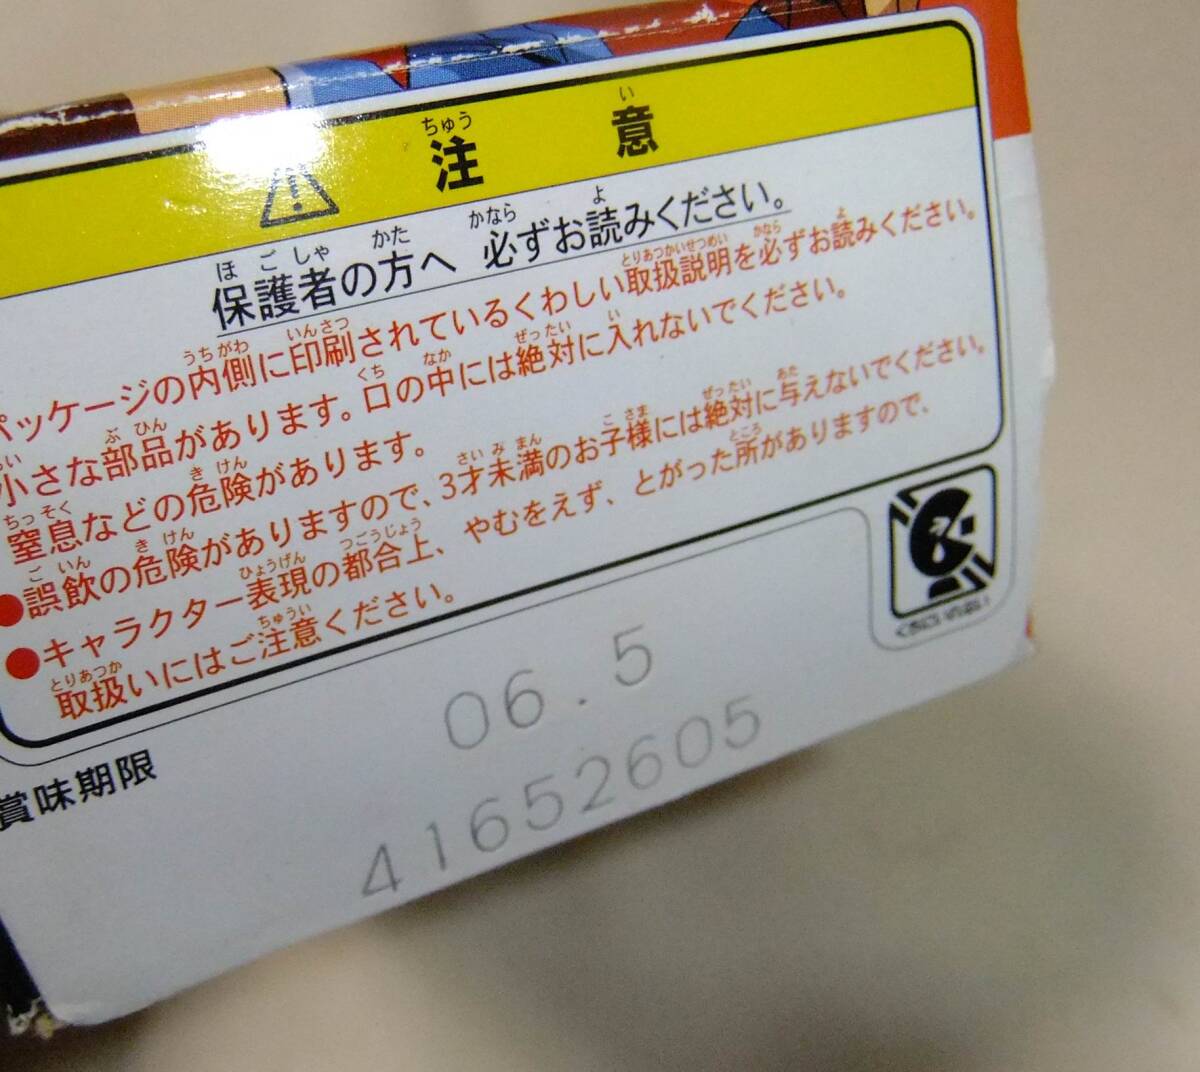 注意
保護者の方へ 必ずお読みください。
パッケージの内側に印刷されているくわしい取扱説明を必ずお読みください。
小さな部品があります。口の中には絶対に入れないでください。
窒息などの危険があります。
●誤飲の危険がありますので、3才未満のお子様には絶対に与えないでください。
●キャラクター表現の都合上、やむをえず、とがった所がありますので、
取扱いにはご注意ください。
くちにいれない
賞味期限
06.5
41652605